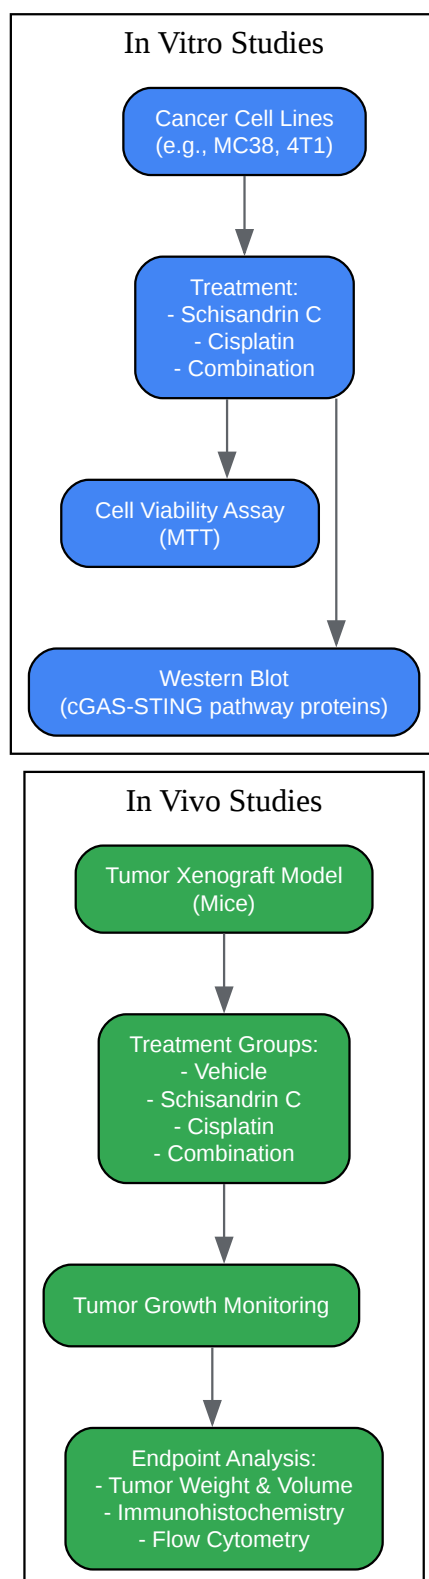 In Vitro Studies
Cancer Cell Lines
(e.g., MC38, 4T1)
Treatment:
- Schisandrin C
- Cisplatin
- Combination
Cell Viability Assay
(MTT)
Western Blot
(cGAS-STING pathway proteins)
In Vivo Studies
Tumor Xenograft Model
(Mice)
Treatment Groups:
- Vehicle
- Schisandrin C
- Cisplatin
- Combination
Tumor Growth Monitoring
Endpoint Analysis:
- Tumor Weight & Volume
- Immunohistochemistry
- Flow Cytometry